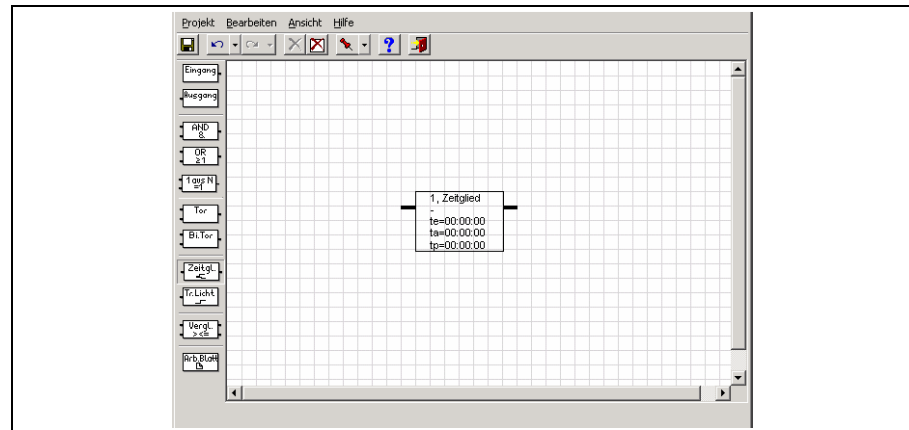 Projekt Bearbeiten Ansicht Hilfe
?
Eingang
Ausgang
AND
&
OR
≥1
1 aus N
=1
Tor
Bi.Tor
Zeitgl.
Tr.Licht
Vergl.
><=
Arb.Blatt
1, Zeitglied
-
te=00:00:00
ta=00:00:00
tp=00:00:00